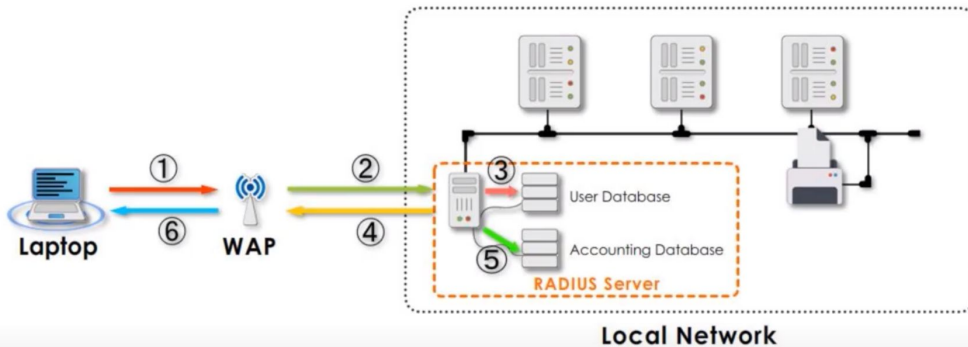 ① ② ③ User Database
Laptop ⑥ WAP ④ ⑤ Accounting Database
RADIUS Server
Local Network